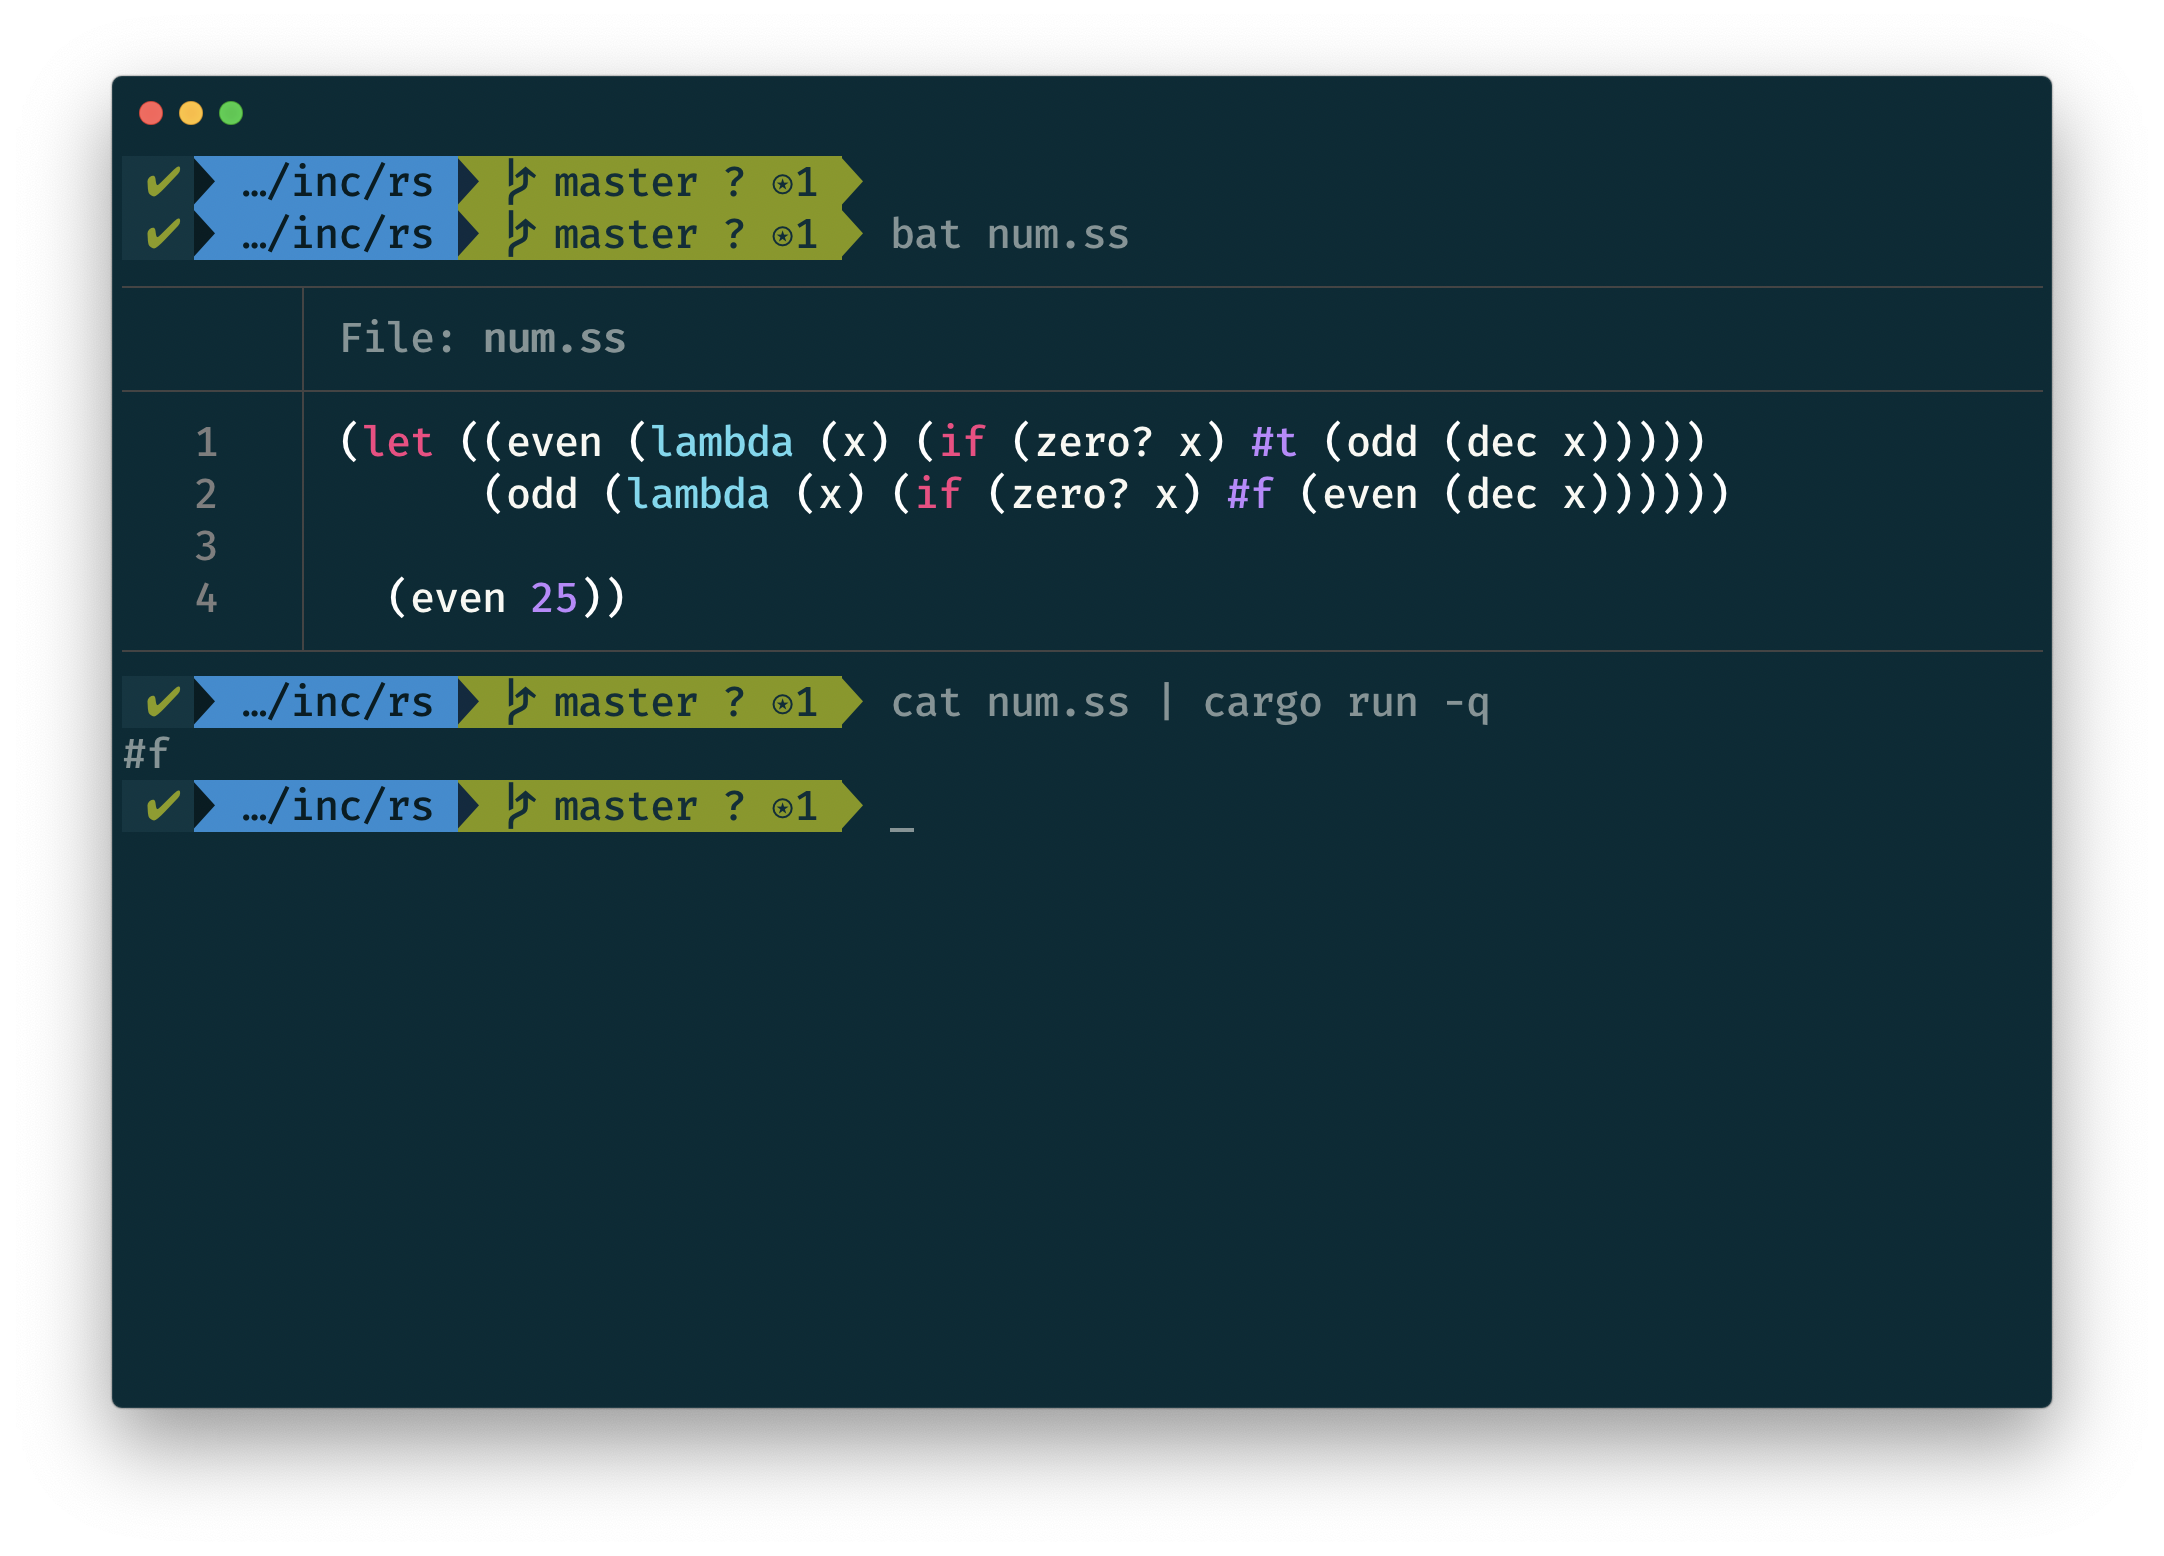 ✔ …/inc/rs master ? ⍟1
✔ …/inc/rs master ? ⍟1 bat num.ss
File: num.ss
1 (let ((even (lambda (x) (if (zero? x) #t (odd (dec x)))))
2       (odd (lambda (x) (if (zero? x) #f (even (dec x))))))
3
4   (even 25))
✔ …/inc/rs master ? ⍟1 cat num.ss | cargo run -q
#f
✔ …/inc/rs master ? ⍟1 _